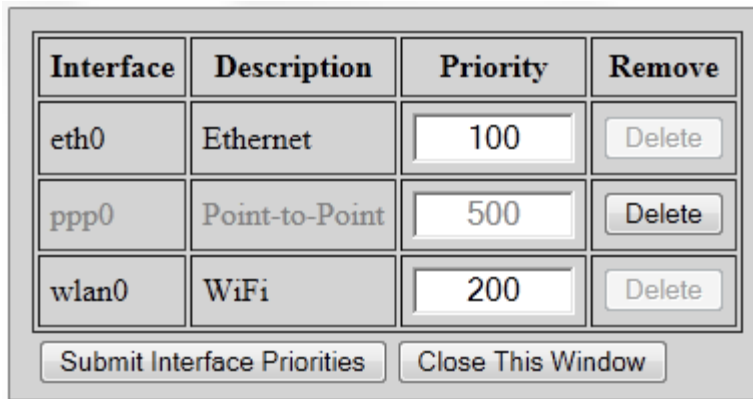 Interface Description Priority Remove
eth0 Ethernet 100 Delete
ppp0 Point-to-Point 500 Delete
wlan0 WiFi 200 Delete
Submit Interface Priorities Close This Window